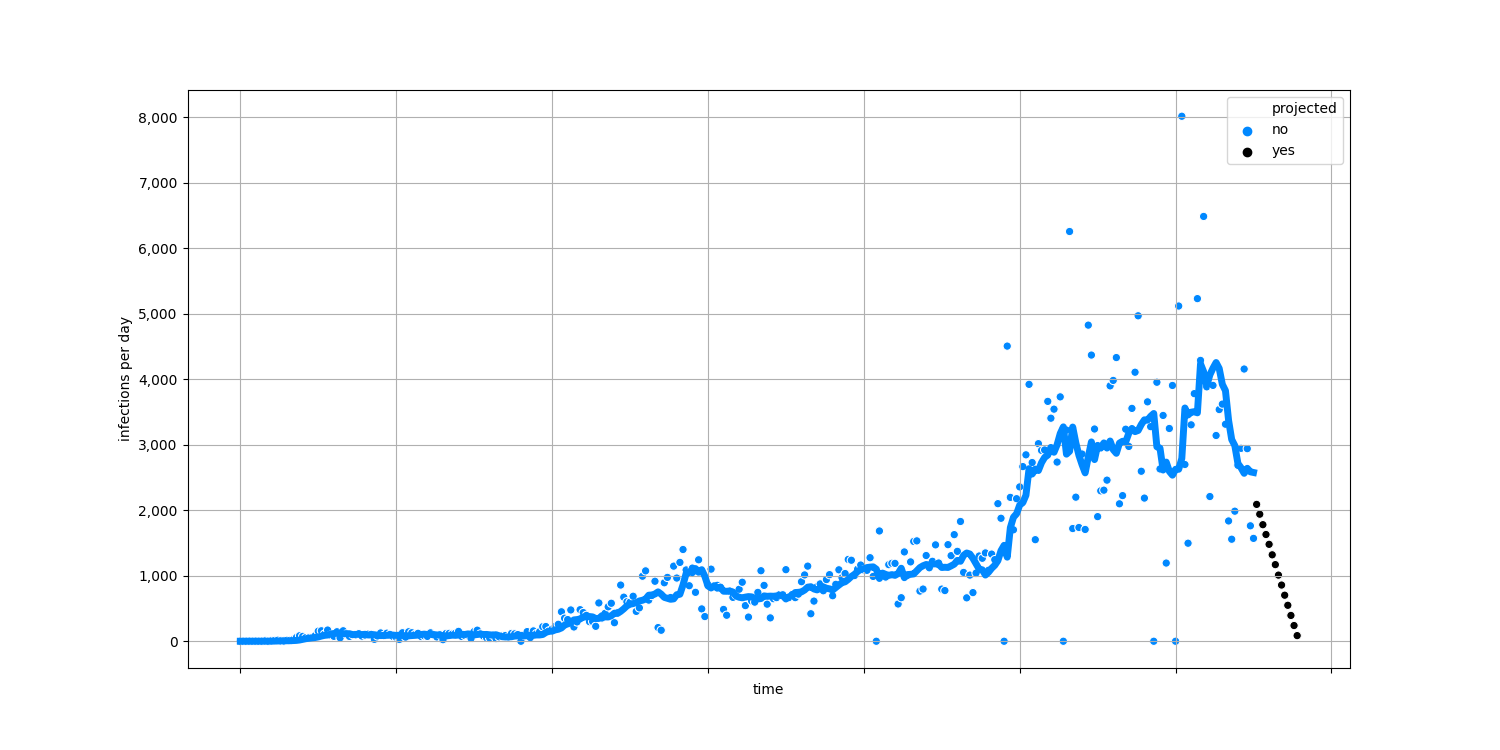 projected
no
yes
8,000
7,000
6,000
5,000
4,000
3,000
2,000
1,000
0
infections per day
time